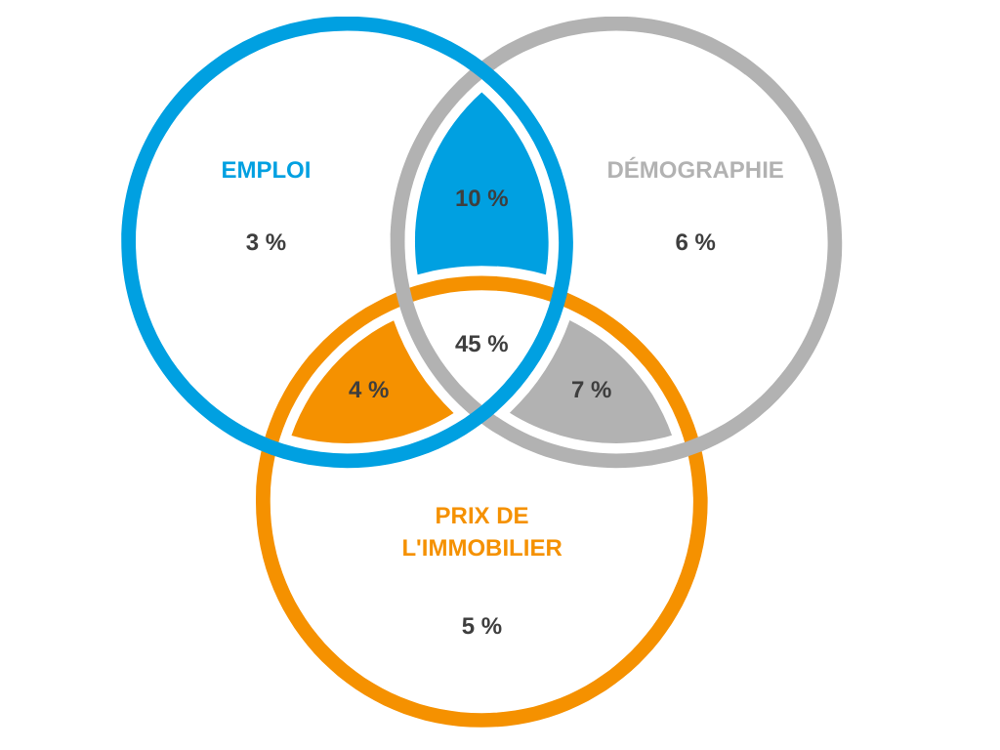 EMPLOI
DÉMOGRAPHIE
10 %
3 %
6 %
45 %
4 %
7 %
PRIX DE
L'IMMOBILIER
5 %